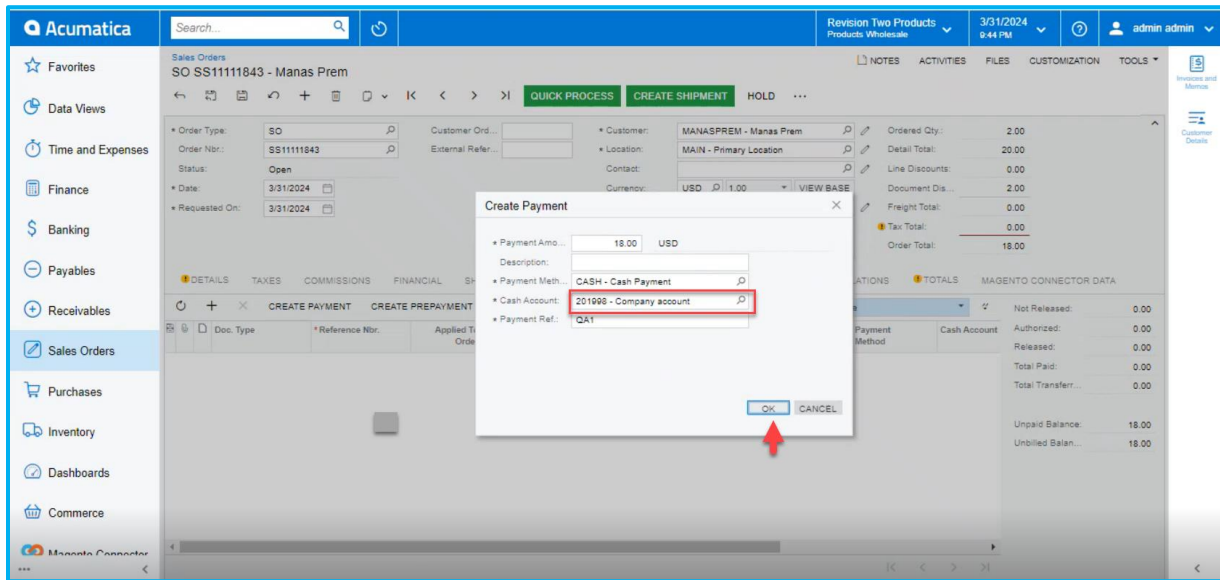 Acumatica
Search...
Revision Two Products
Products Wholesale
3/31/2024
9:44 PM
admin admin
Favorites
Data Views
Time and Expenses
Finance
Banking
Payables
Receivables
Sales Orders
Purchases
Inventory
Dashboards
Commerce
Magento Connector
Sales Orders
SO SS11111843 - Manas Prem
NOTES ACTIVITIES FILES CUSTOMIZATION TOOLS
QUICK PROCESS CREATE SHIPMENT HOLD
* Order Type: SO
Order Nbr.: SS11111843
Status: Open
* Date: 3/31/2024
* Requested On: 3/31/2024
Customer Ord...
External Refer...
* Customer: MANASPREM - Manas Prem
* Location: MAIN - Primary Location
Contact:
Currency: USD 1.00 VIEW BASE
Ordered Qty.: 2.00
Detail Total: 20.00
Line Discounts: 0.00
Document Dis... 2.00
Freight Total: 0.00
Tax Total: 0.00
Order Total: 18.00
DETAILS TAXES COMMISSIONS FINANCIAL SH
ATIONS TOTALS MAGENTO CONNECTOR DATA
CREATE PAYMENT CREATE PREPAYMENT
Doc. Type * Reference Nbr. Applied To
Orde
Payment
Method
Cash Account
Not Released: 0.00
Authorized: 0.00
Released: 0.00
Total Paid: 0.00
Total Transferr... 0.00
Unpaid Balance: 18.00
Unbilled Balan... 18.00
Create Payment
* Payment Amo... 18.00 USD
Description:
* Payment Meth... CASH - Cash Payment
* Cash Account: 201998 - Company account
* Payment Ref.: QA1
OK CANCEL
Invoices and
Memos
Customer
Details